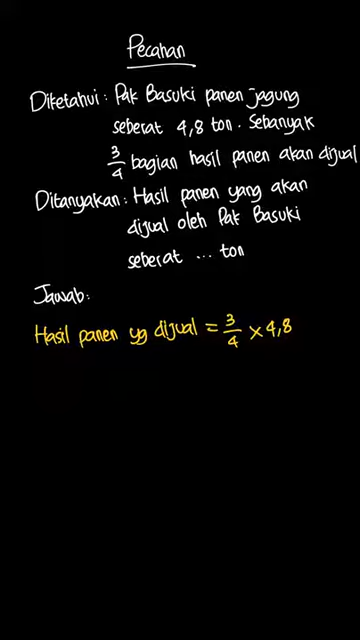 Pecahan
Diketahui : Pak Basuki panen jagung
seberat 4,8 ton. Sebanyak
3/4 bagian hasil panen akan dijual
Ditanyakan : Hasil panen yang akan
dijual oleh Pak Basuki
seberat ... ton
Jawab :
Hasil panen yg dijual = 3/4 × 4,8